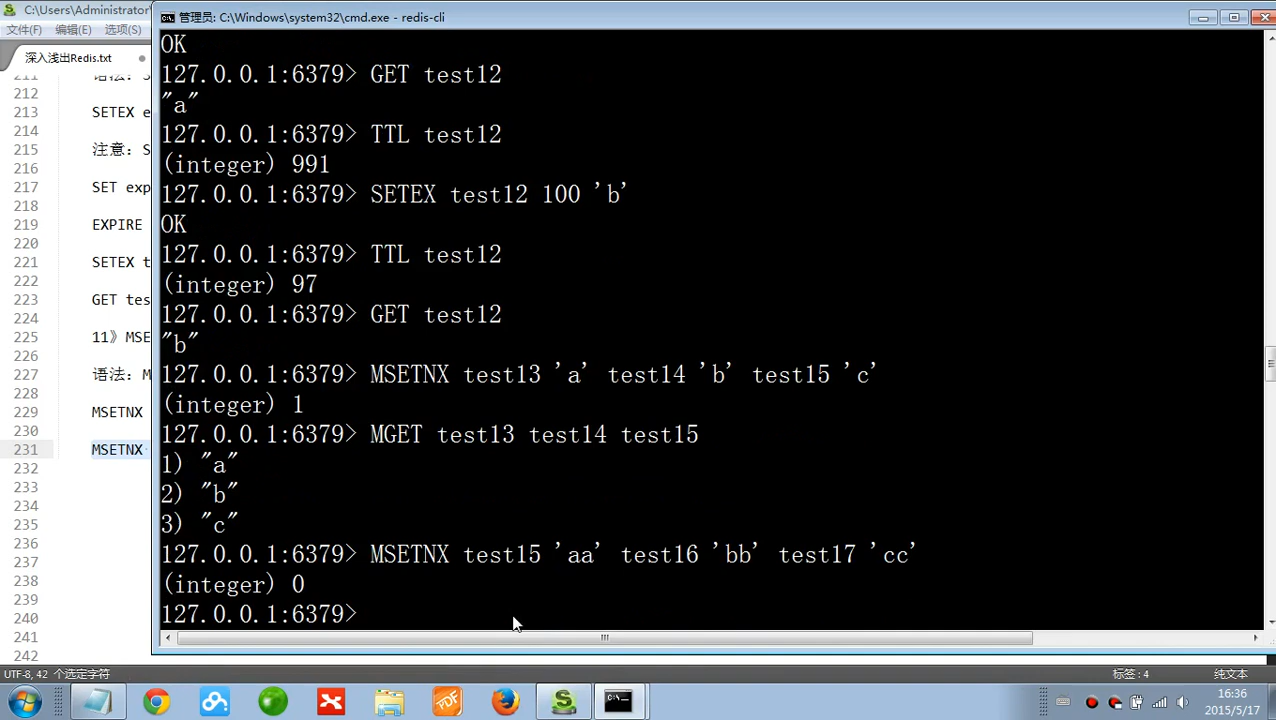 C:\Users\Administrator
管理员: C:\Windows\system32\cmd.exe - redis-cli
文件(F) 编辑(E) 选项(S)
深入浅出Redis.txt
OK
127.0.0.1:6379> GET test12
"a"
127.0.0.1:6379> TTL test12
(integer) 991
127.0.0.1:6379> SETEX test12 100 'b'
OK
127.0.0.1:6379> TTL test12
(integer) 97
127.0.0.1:6379> GET test12
"b"
127.0.0.1:6379> MSETNX test13 'a' test14 'b' test15 'c'
(integer) 1
127.0.0.1:6379> MGET test13 test14 test15
1) "a"
2) "b"
3) "c"
127.0.0.1:6379> MSETNX test15 'aa' test16 'bb' test17 'cc'
(integer) 0
127.0.0.1:6379>
211 语法: S
212
213 SETEX e
214
215 注意: S
216
217 SET exp
218
219 EXPIRE
220
221 SETEX t
222
223 GET tes
224
225 11》MSE
226
227 语法: M
228
229 MSETNX
230
231 MSETNX
232
233
234
235
236
237
238
239
240
241
242
UTF-8, 42 个选定字符
标签: 4
纯文本
PDF
16:36
2015/5/17